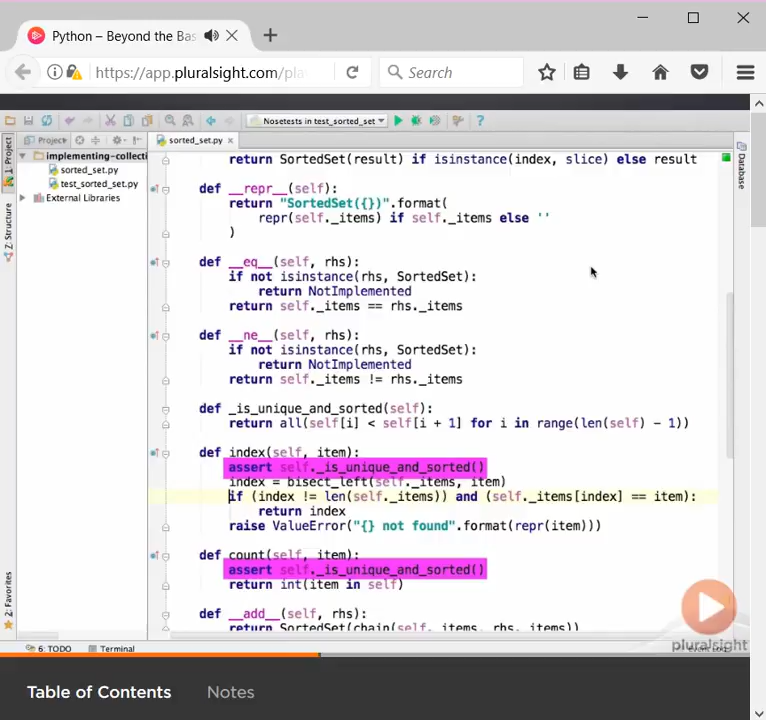 Python – Beyond the Bas
https://app.pluralsight.com/pla
Search
Nosetests in test_sorted_set
Project
sorted_set.py
implementing-collecti
sorted_set.py
test_sorted_set.py
External Libraries
1: Project
Z: Structure
2: Favorites
Database
return SortedSet(result) if isinstance(index, slice) else result
def __repr__(self):
return "SortedSet({})".format(
repr(self._items) if self._items else ''
)
def __eq__(self, rhs):
if not isinstance(rhs, SortedSet):
return NotImplemented
return self._items == rhs._items
def __ne__(self, rhs):
if not isinstance(rhs, SortedSet):
return NotImplemented
return self._items != rhs._items
def _is_unique_and_sorted(self):
return all(self[i] < self[i + 1] for i in range(len(self) - 1))
def index(self, item):
assert self._is_unique_and_sorted()
index = bisect_left(self._items, item)
if (index != len(self._items)) and (self._items[index] == item):
return index
raise ValueError("{} not found".format(repr(item)))
def count(self, item):
assert self._is_unique_and_sorted()
return int(item in self)
def __add__(self, rhs):
return SortedSet(chain(self._items, rhs._items))
pluralsight
6: TODO
Terminal
Table of Contents
Notes